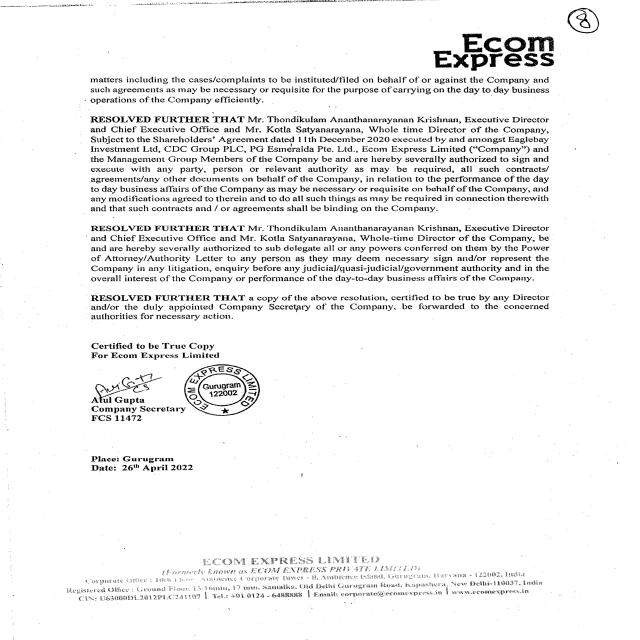 8
Ecom
Express
matters including the cases/complaints to be instituted/filed on behalf of or against the Company and
such agreements as may be necessary or requisite for the purpose of carrying on the day to day business
operations of the Company efficiently.
RESOLVED FURTHER THAT Mr. Thondikulam Ananthanarayanan Krishnan, Executive Director
and Chief Executive Office and Mr. Kotla Satyanarayana, Whole time Director of the Company,
Subject to the Shareholders' Agreement dated 11th December 2020 executed by and amongst Eaglebay
Investment Ltd, CDC Group PLC, PG Esmeralda Pte. Ltd., Ecom Express Limited ("Company") and
the Management Group Members of the Company be and are hereby severally authorized to sign and
execute with any party, person or relevant authority as may be required, all such contracts/
agreements/any other documents on behalf of the Company, in relation to the performance of the day
to day business affairs of the Company as may be necessary or requisite on behalf of the Company, and
any modifications agreed to therein and to do all such things as may be required in connection therewith
and that such contracts and / or agreements shall be binding on the Company.
RESOLVED FURTHER THAT Mr. Thondikulam Ananthanarayanan Krishnan, Executive Director
and Chief Executive Office and Mr. Kotla Satyanarayana, Whole-time Director of the Company, be
and are hereby severally authorized to sub delegate all or any powers conferred on them by the Power
of Attorney/Authority Letter to any person as they may deem necessary sign and/or represent the
Company in any litigation, enquiry before any judicial/quasi-judicial/government authority and in the
overall interest of the Company or performance of the day-to-day business affairs of the Company.
RESOLVED FURTHER THAT a copy of the above resolution, certified to be true by any Director
and/or the duly appointed Company Secretary of the Company, be forwarded to the concerned
authorities for necessary action.
Certified to be True Copy
For Ecom Express Limited
ECOM EXPRESS LIMITED
Gurugram
122002
Atul Gupta
Company Secretary
FCS 11472
Place: Gurugram
Date: 26th April 2022
ECOM EXPRESS LIMITED
(Formerly known as ECOM EXPRESS PRIVATE LIMITED)
Corporate Office : 10th Floor, Ambience Corporate Tower - II, Ambience Island, Gurugram, Haryana - 122002, India
Registered Office : Ground Floor, 13/16min, 17 min, Samalka, Old Delhi Gurugram Road, Kapashera, New Delhi-110037, India
CIN: U63000DL2012PLC241107 | Tel.: +91 0124 - 6488888 | Email: corporate@ecomexpress.in | www.ecomexpress.in